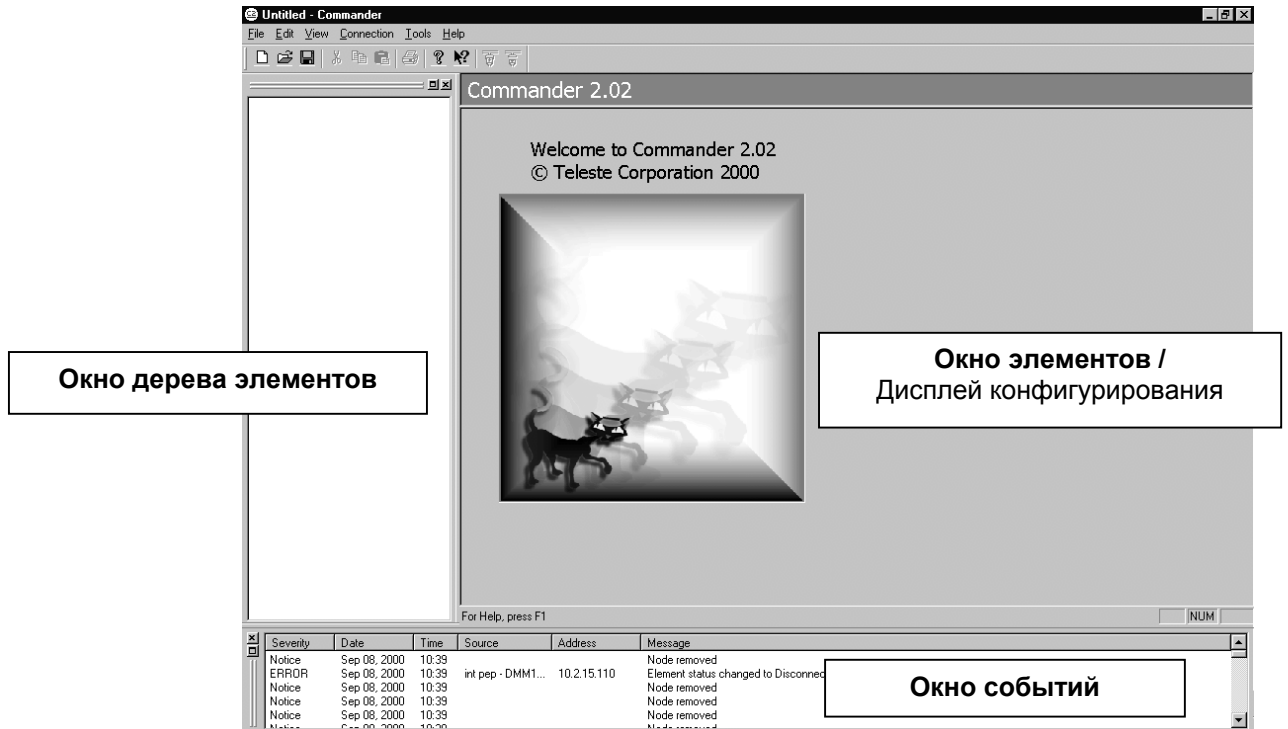 Untitled - Commander
File Edit View Connection Tools Help
Commander 2.02
Welcome to Commander 2.02
© Teleste Corporation 2000
Окно дерева элементов
Окно элементов /
Дисплей конфигурирования
For Help, press F1 NUM
Severity Date Time Source Address Message
Notice Sep 08, 2000 10:39 Node removed
ERROR Sep 08, 2000 10:39 int pep - DMM1... 10.2.15.110 Element status changed to Disconnec
Notice Sep 08, 2000 10:39 Node removed
Notice Sep 08, 2000 10:39 Node removed
Notice Sep 08, 2000 10:39 Node removed
Окно событий